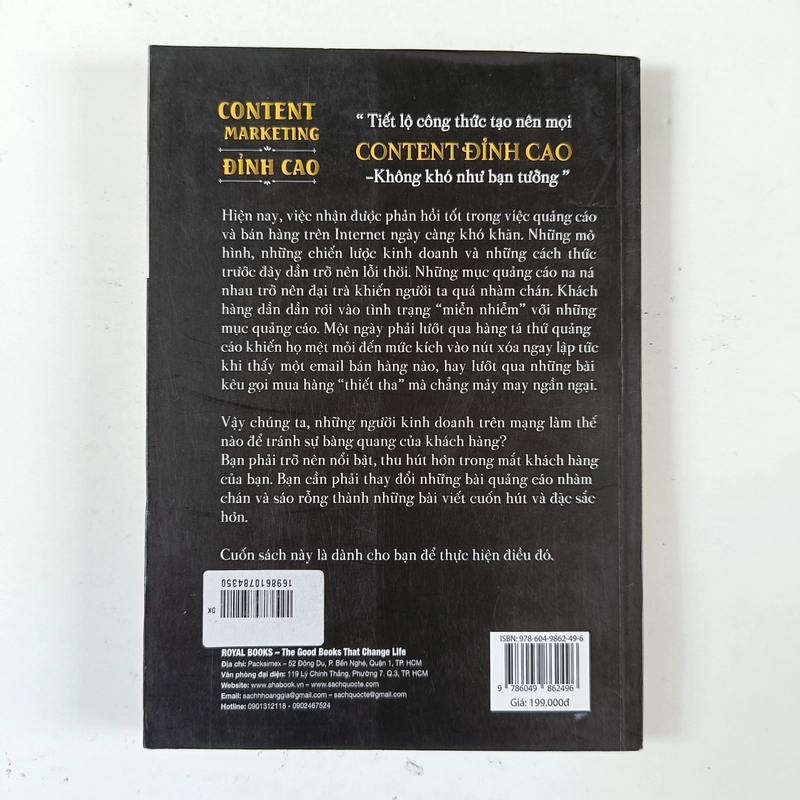 CONTENT
MARKETING
ĐỈNH CAO
“ Tiết lộ công thức tạo nên mọi
CONTENT ĐỈNH CAO
–Không khó như bạn tưởng ”
Hiện nay, việc nhận được phản hồi tốt trong việc quảng cáo
và bán hàng trên Internet ngày càng khó khăn. Những mô
hình, những chiến lược kinh doanh và những cách thức
trước đây dần trở nên lỗi thời. Những mục quảng cáo na ná
nhau trở nên đại trà khiến người ta quá nhàm chán. Khách
hàng dần dần rơi vào tình trạng “miễn nhiễm” với những
mục quảng cáo. Một ngày phải lướt qua hàng tá thứ quảng
cáo khiến họ mệt mỏi đến mức kích vào nút xóa ngay lập tức
khi thấy một email bán hàng nào, hay lướt qua những bài
kêu gọi mua hàng “thiết tha” mà chẳng mảy may ngần ngại.
Vậy chúng ta, những người kinh doanh trên mạng làm thế
nào để tránh sự bàng quang của khách hàng?
Bạn phải trở nên nổi bật, thu hút hơn trong mắt khách hàng
của bạn. Bạn cần phải thay đổi những bài quảng cáo nhàm
chán và sáo rỗng thành những bài viết cuốn hút và đặc sắc
hơn.
Cuốn sách này là dành cho bạn để thực hiện điều đó.
1698610784350
DK
ROYAL BOOKS – The Good Books That Change Life
Địa chỉ: Packsimex – 52 Đông Du, P. Bến Nghé, Quận 1, TP. HCM
Văn phòng đại diện: 119 Lý Chính Thắng, Phường 7. Q.3, TP. HCM
Website: www.ahabook.vn – www.sachquocte.com
Email: sachhhoanggia@gmail.com – sachquocte@gmail.com
Hotline: 0901312118 - 0902467524
ISBN: 978-604-9862-49-6
9 786049 862496
Giá: 199.000đ